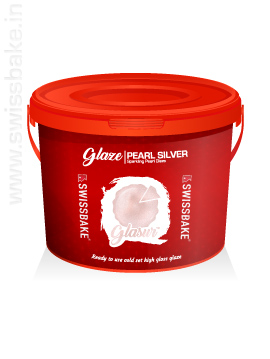 www.swissbake.in
Glaze PEARL SILVER
Sparkling Pearl Glaze
SWISSBAKE®
SWISSBAKE®
Glasur
Ready to use cold set high gloss glaze